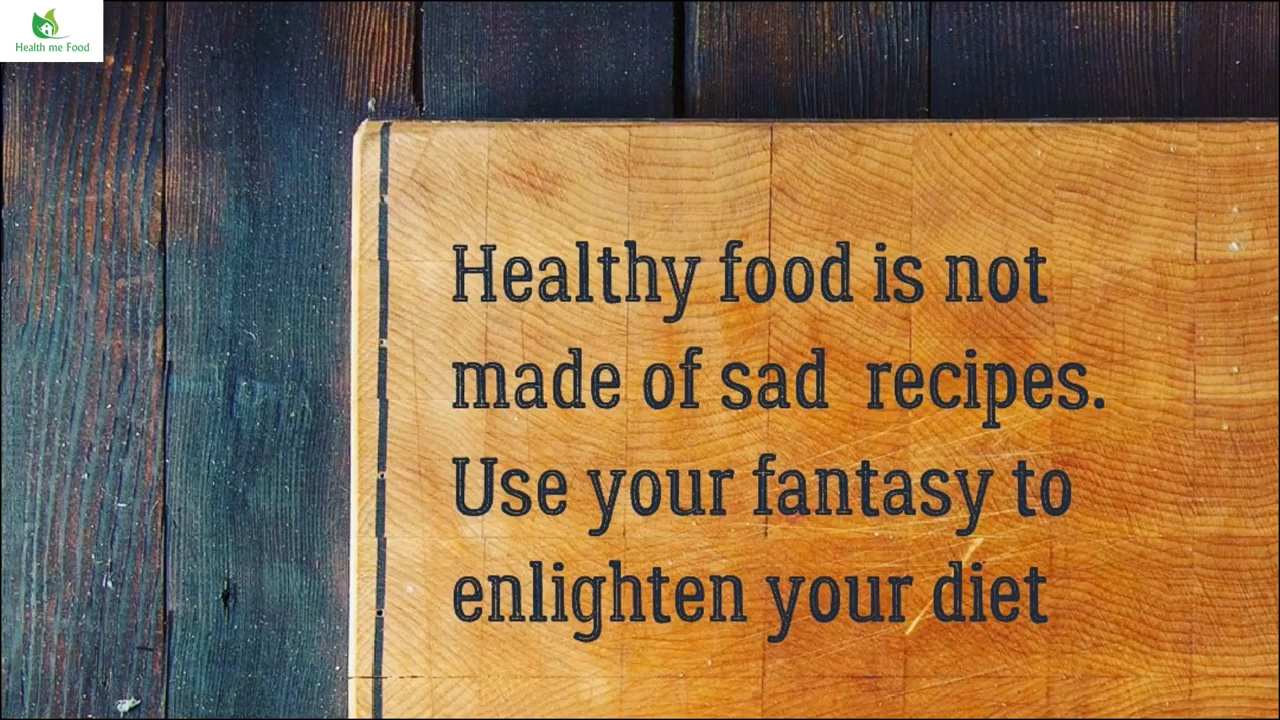 Health me Food
Healthy food is not
made of sad  recipes.
Use your fantasy to
enlighten your diet